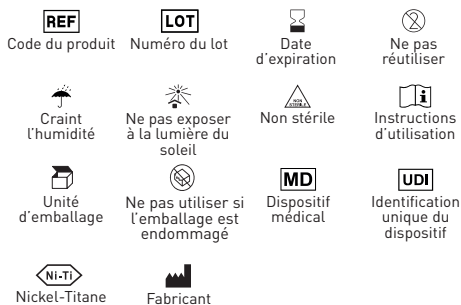 REF
LOT
Code du produit
Numéro du lot
Date
d'expiration
Ne pas
réutiliser
NON
STERILE
Craint
l'humidité
Ne pas exposer
à la lumière du
soleil
Non stérile
Instructions
d'utilisation
MD
UDI
Unité
d'emballage
Ne pas utiliser si
l'emballage est
endommagé
Dispositif
médical
Identification
unique du
dispositif
Ni-Ti
Nickel-Titane
Fabricant